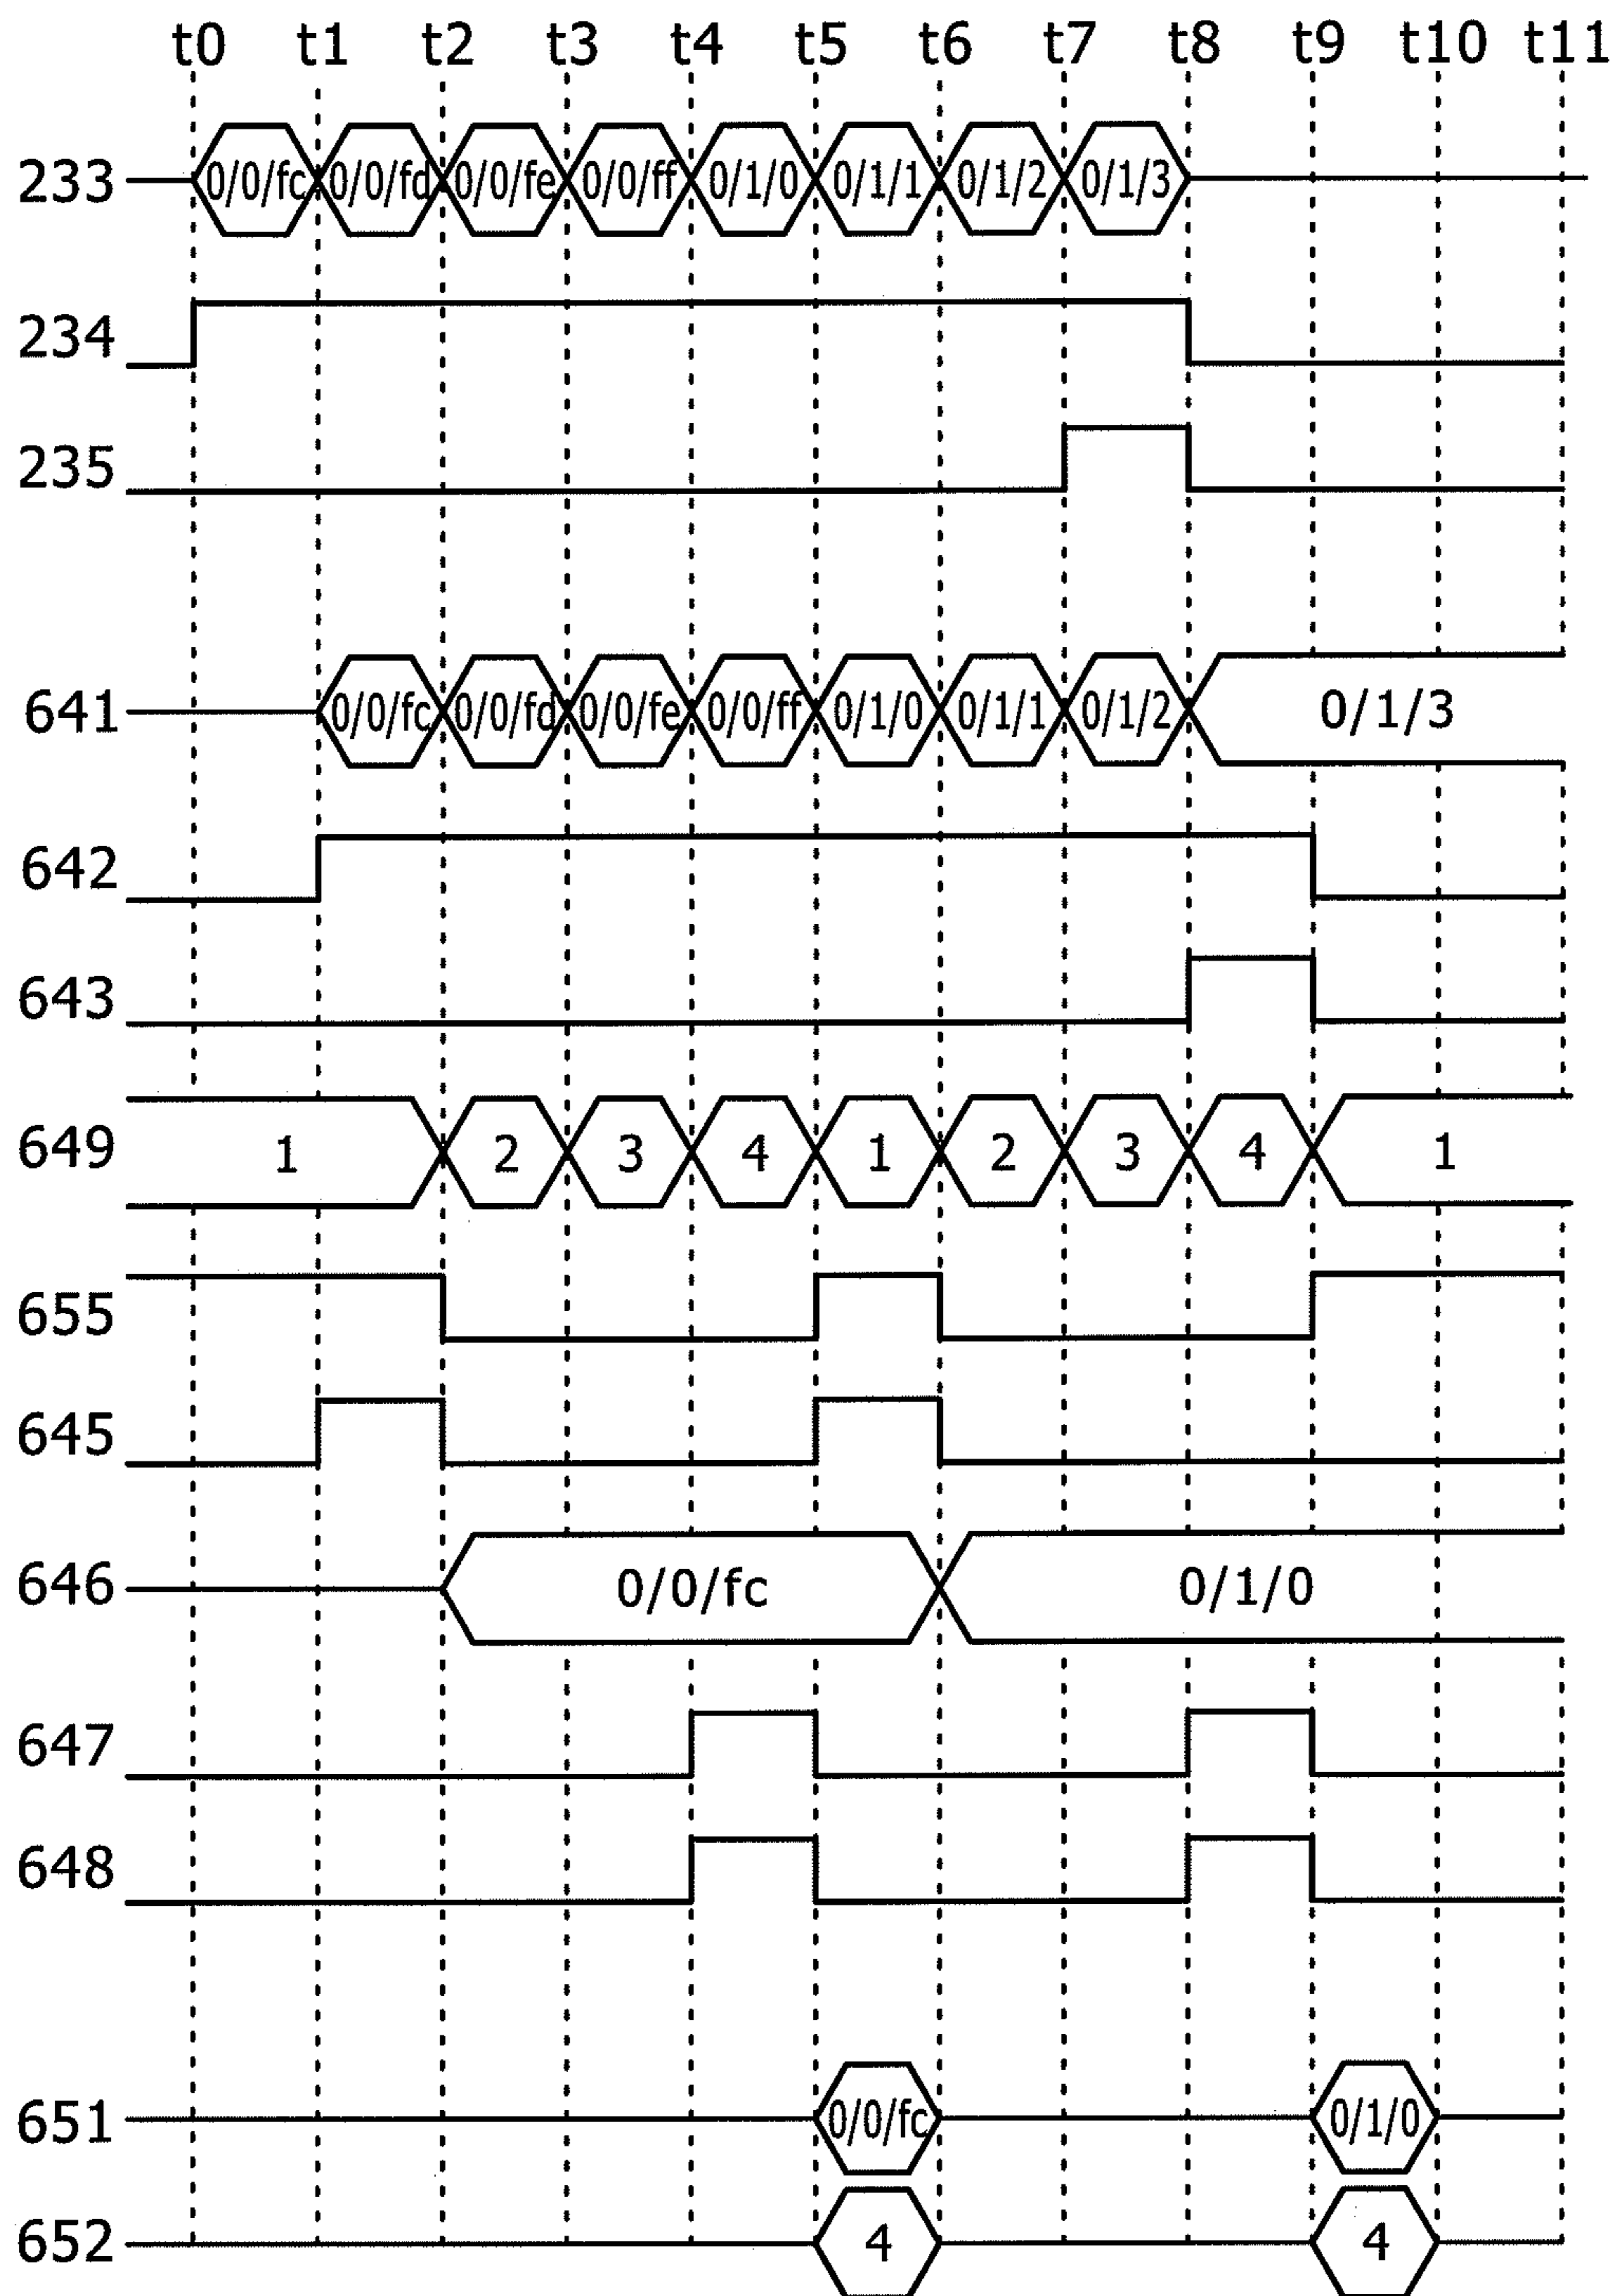 t0 t1 t2 t3 t4 t5 t6 t7 t8 t9 t10 t11
233 0/0/fc 0/0/fd 0/0/fe 0/0/ff 0/1/0 0/1/1 0/1/2 0/1/3
234
235
641 0/0/fc 0/0/fd 0/0/fe 0/0/ff 0/1/0 0/1/1 0/1/2 0/1/3
642
643
649 1 2 3 4 1 2 3 4 1
655
645
646 0/0/fc 0/1/0
647
648
651 0/0/fc 0/1/0
652 4 4